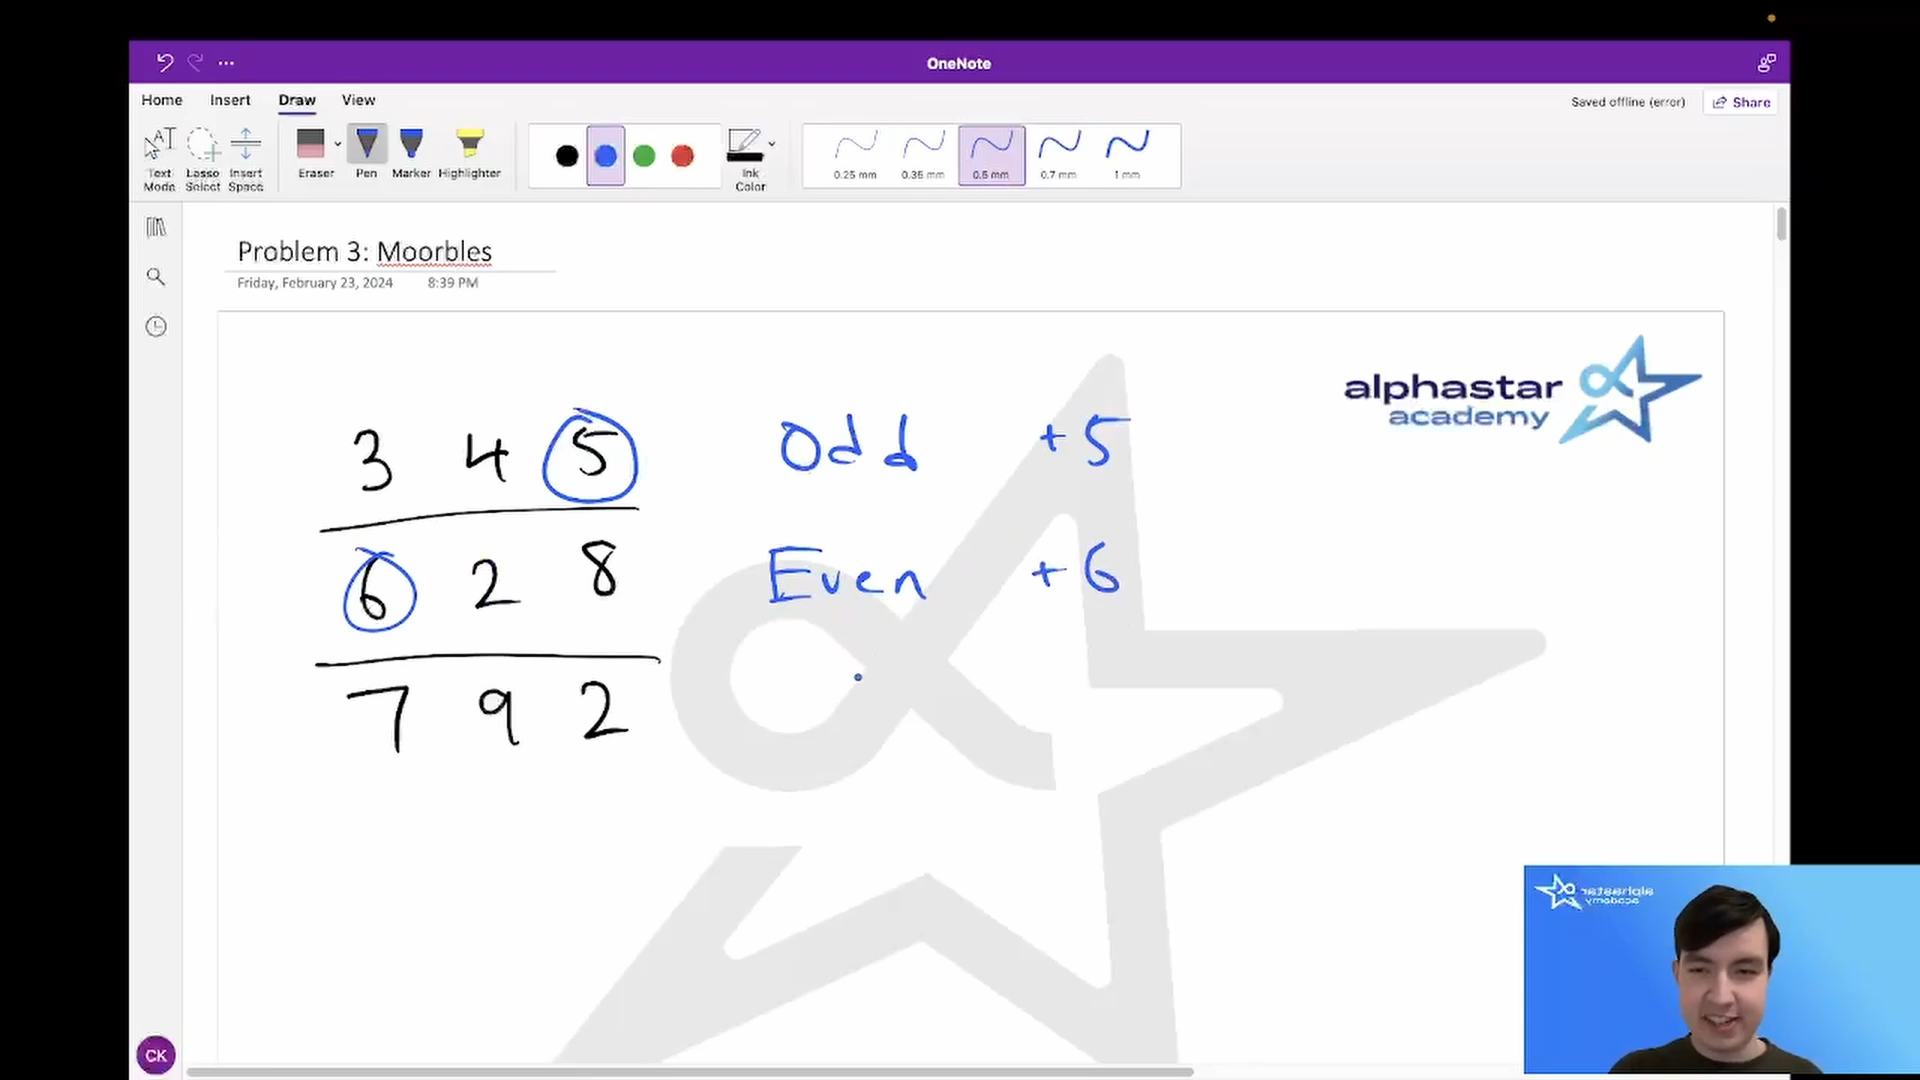 OneNote
Home Insert Draw View
Saved offline (error) Share
Text Mode Lasso Select Insert Space Eraser Pen Marker Highlighter Ink Color 0.25 mm 0.35 mm 0.5 mm 0.7 mm 1 mm
Problem 3: Moorbles
Friday, February 23, 2024 8:39 PM
alphastar
academy
3 4 5 Odd +5
6 2 8 Even +6
7 9 2
alphastar
academy
CK